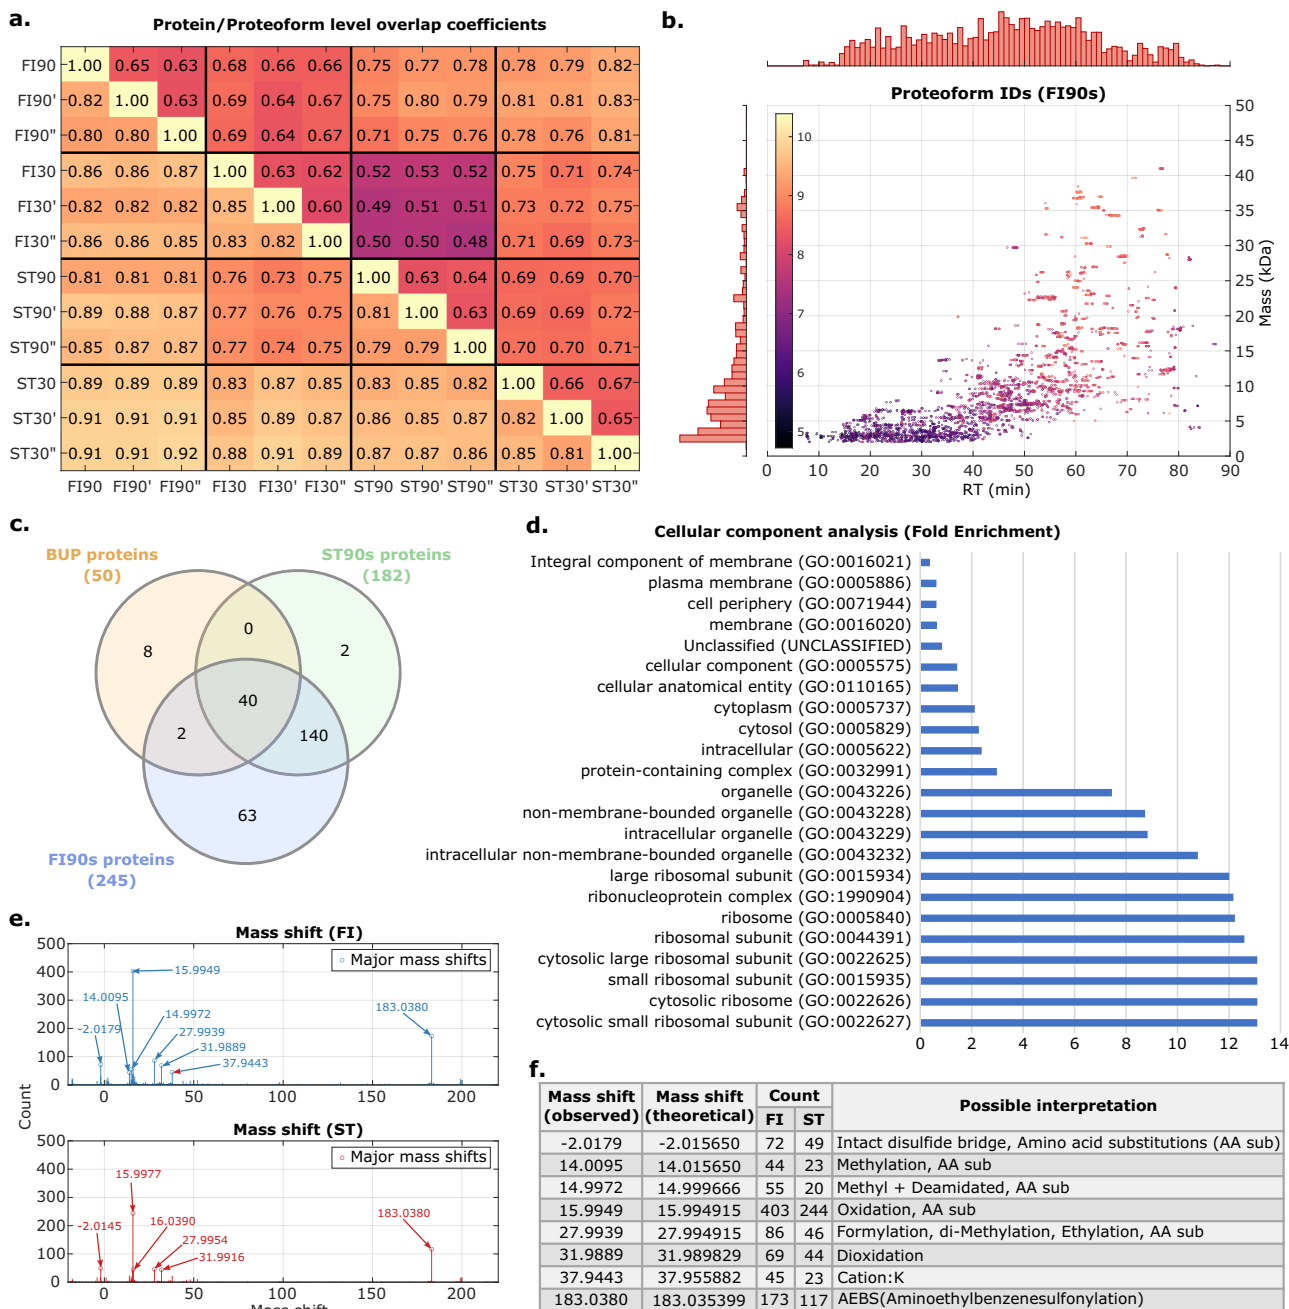 a.
Protein/Proteoform level overlap coefficients
FI90 1.00 0.65 0.63 0.68 0.66 0.66 0.75 0.77 0.78 0.78 0.79 0.82
FI90' 0.82 1.00 0.63 0.69 0.64 0.67 0.75 0.80 0.79 0.81 0.81 0.83
FI90" 0.80 0.80 1.00 0.69 0.64 0.67 0.71 0.75 0.76 0.78 0.76 0.81
FI30 0.86 0.86 0.87 1.00 0.63 0.62 0.52 0.53 0.52 0.75 0.71 0.74
FI30' 0.82 0.82 0.82 0.85 1.00 0.60 0.49 0.51 0.51 0.73 0.72 0.75
FI30" 0.86 0.86 0.85 0.83 0.82 1.00 0.50 0.50 0.48 0.71 0.69 0.73
ST90 0.81 0.81 0.81 0.76 0.73 0.75 1.00 0.63 0.64 0.69 0.69 0.70
ST90' 0.89 0.88 0.87 0.77 0.76 0.75 0.81 1.00 0.63 0.69 0.69 0.72
ST90" 0.85 0.87 0.87 0.77 0.74 0.75 0.79 0.79 1.00 0.70 0.70 0.71
ST30 0.89 0.89 0.89 0.83 0.87 0.85 0.83 0.85 0.82 1.00 0.66 0.67
ST30' 0.91 0.91 0.91 0.85 0.89 0.87 0.86 0.85 0.87 0.82 1.00 0.65
ST30" 0.91 0.91 0.92 0.88 0.91 0.89 0.87 0.87 0.86 0.85 0.81 1.00
FI90 FI90' FI90" FI30 FI30' FI30" ST90 ST90' ST90" ST30 ST30' ST30"
b.
Proteoform IDs (FI90s)
10
9
8
7
6
5
50
45
40
35
30
25
20
15
10
5
0
Mass (kDa)
0 10 20 30 40 50 60 70 80 90
RT (min)
c.
BUP proteins
(50)
ST90s proteins
(182)
0
8
2
40
2
140
63
FI90s proteins
(245)
d.
Cellular component analysis (Fold Enrichment)
Integral component of membrane (GO:0016021)
plasma membrane (GO:0005886)
cell periphery (GO:0071944)
membrane (GO:0016020)
Unclassified (UNCLASSIFIED)
cellular component (GO:0005575)
cellular anatomical entity (GO:0110165)
cytoplasm (GO:0005737)
cytosol (GO:0005829)
intracellular (GO:0005622)
protein-containing complex (GO:0032991)
organelle (GO:0043226)
non-membrane-bounded organelle (GO:0043228)
intracellular organelle (GO:0043229)
intracellular non-membrane-bounded organelle (GO:0043232)
large ribosomal subunit (GO:0015934)
ribonucleoprotein complex (GO:1990904)
ribosome (GO:0005840)
ribosomal subunit (GO:0044391)
cytosolic large ribosomal subunit (GO:0022625)
small ribosomal subunit (GO:0015935)
cytosolic ribosome (GO:0022626)
cytosolic small ribosomal subunit (GO:0022627)
0 2 4 6 8 10 12 14
e.
Mass shift (FI)
Major mass shifts
500
400
300
200
100
0
Count
15.9949
14.0095
14.9972
-2.0179
27.9939
31.9889
37.9443
183.0380
0 50 100 150 200
Mass shift (ST)
Major mass shifts
500
400
300
200
100
0
15.9977
-2.0145
16.0390
27.9954
31.9916
183.0380
0 50 100 150 200
f.
Mass shift (observed) Mass shift (theoretical) Count Possible interpretation
FI ST
-2.0179 -2.015650 72 49 Intact disulfide bridge, Amino acid substitutions (AA sub)
14.0095 14.015650 44 23 Methylation, AA sub
14.9972 14.999666 55 20 Methyl + Deamidated, AA sub
15.9949 15.994915 403 244 Oxidation, AA sub
27.9939 27.994915 86 46 Formylation, di-Methylation, Ethylation, AA sub
31.9889 31.989829 69 44 Dioxidation
37.9443 37.955882 45 23 Cation:K
183.0380 183.035399 173 117 AEBS(Aminoethylbenzenesulfonylation)